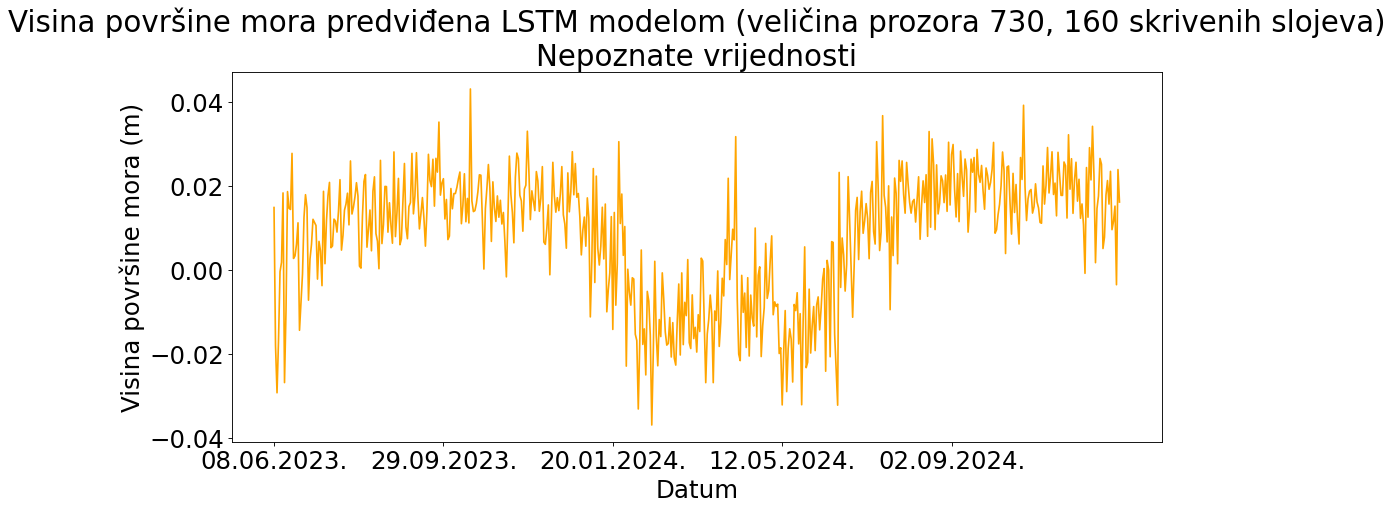 Visina površine mora predviđena LSTM modelom (veličina prozora 730, 160 skrivenih slojeva)
Nepoznate vrijednosti
Visina površine mora (m)
0.04
0.02
0.00
−0.02
−0.04
08.06.2023. 29.09.2023. 20.01.2024. 12.05.2024. 02.09.2024.
Datum